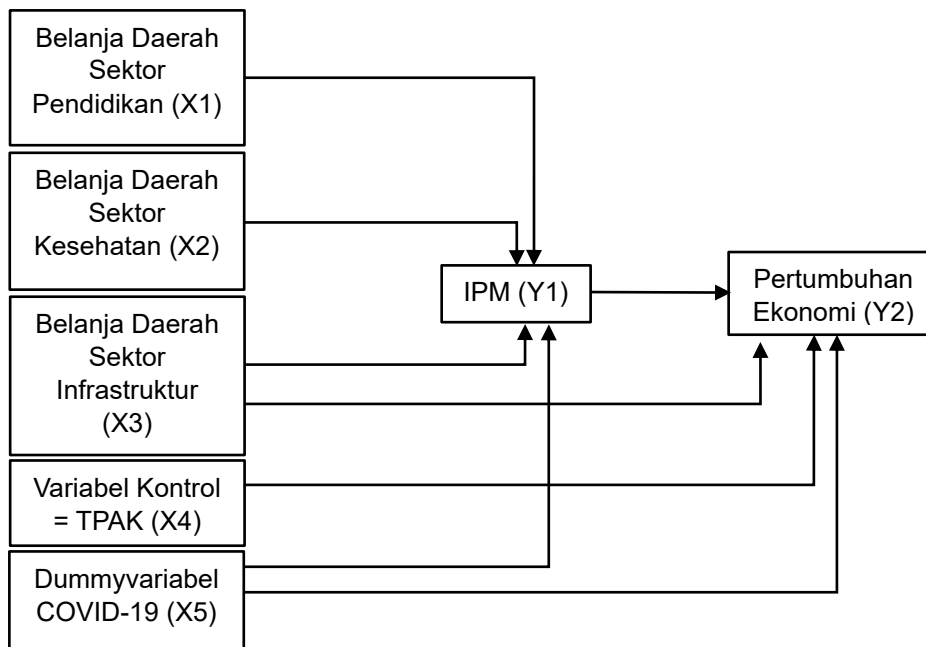 Belanja Daerah
Sektor
Pendidikan (X1)
Belanja Daerah
Sektor
Kesehatan (X2)
IPM (Y1)
Pertumbuhan
Ekonomi (Y2)
Belanja Daerah
Sektor
Infrastruktur
(X3)
Variabel Kontrol
= TPAK (X4)
Dummyvariabel
COVID-19 (X5)